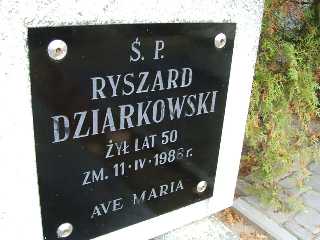 Ś. P.
RYSZARD
DZIARKOWSKI
ŻYŁ LAT 50
ZM. 11·IV·1986 r.
AVE MARIA